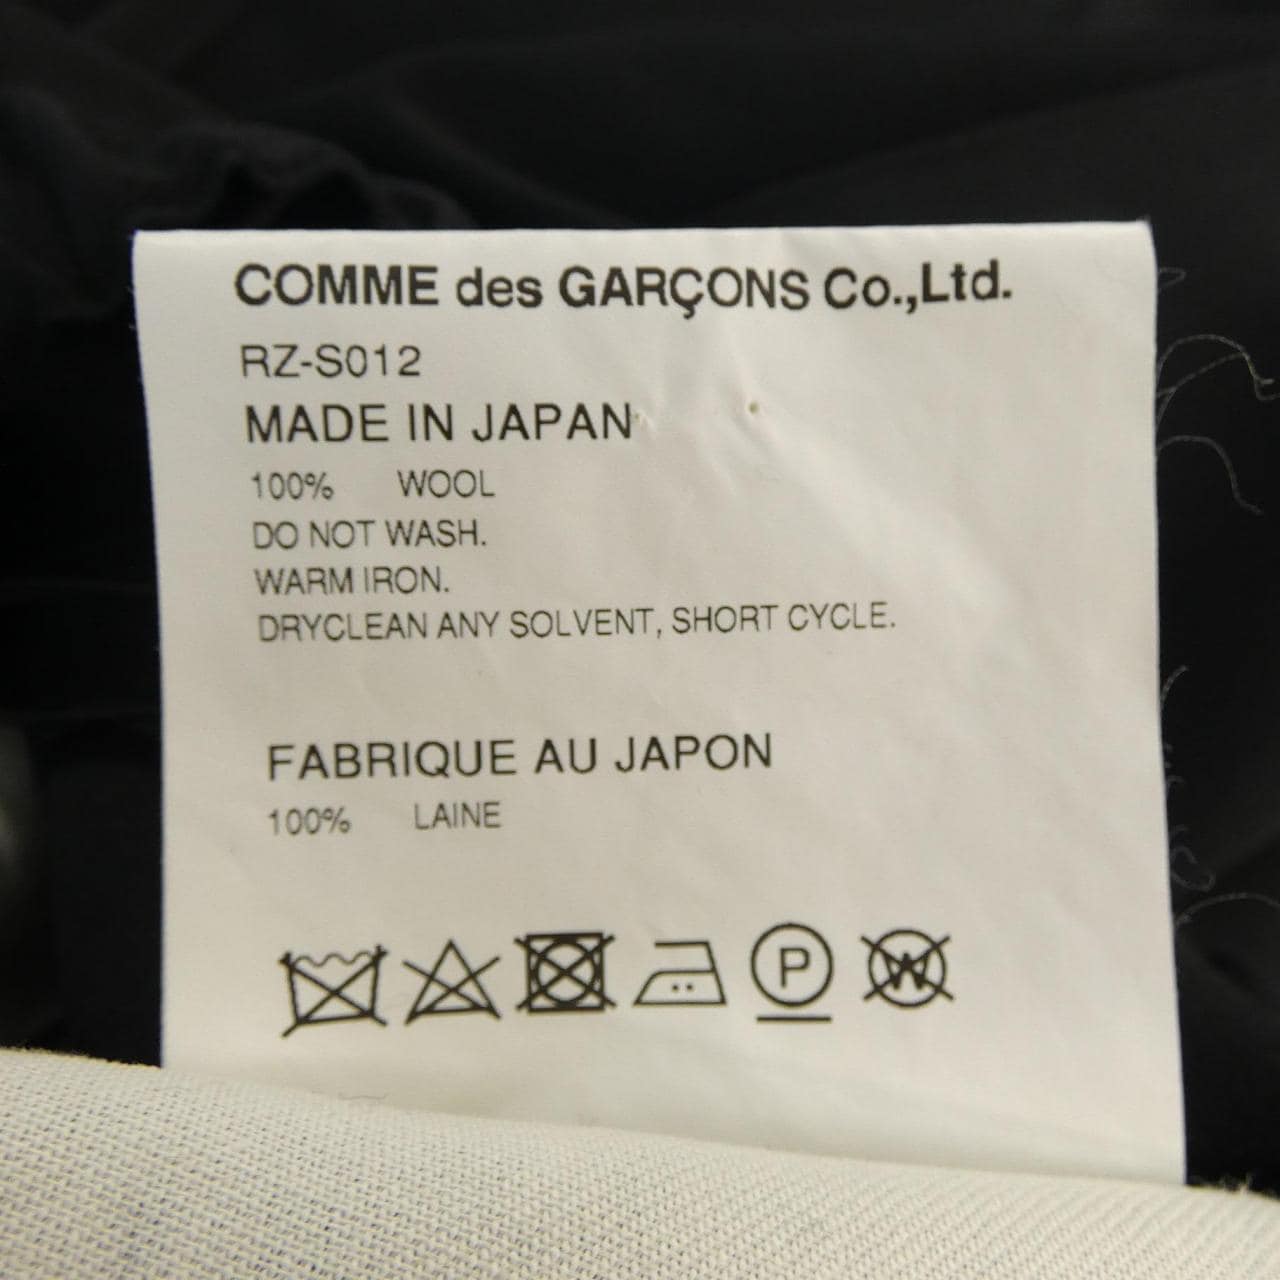 COMME des GARÇONS Co.,Ltd.
RZ-S012
MADE IN JAPAN
100% WOOL
DO NOT WASH.
WARM IRON.
DRYCLEAN ANY SOLVENT, SHORT CYCLE.
FABRIQUE AU JAPON
100% LAINE
P W